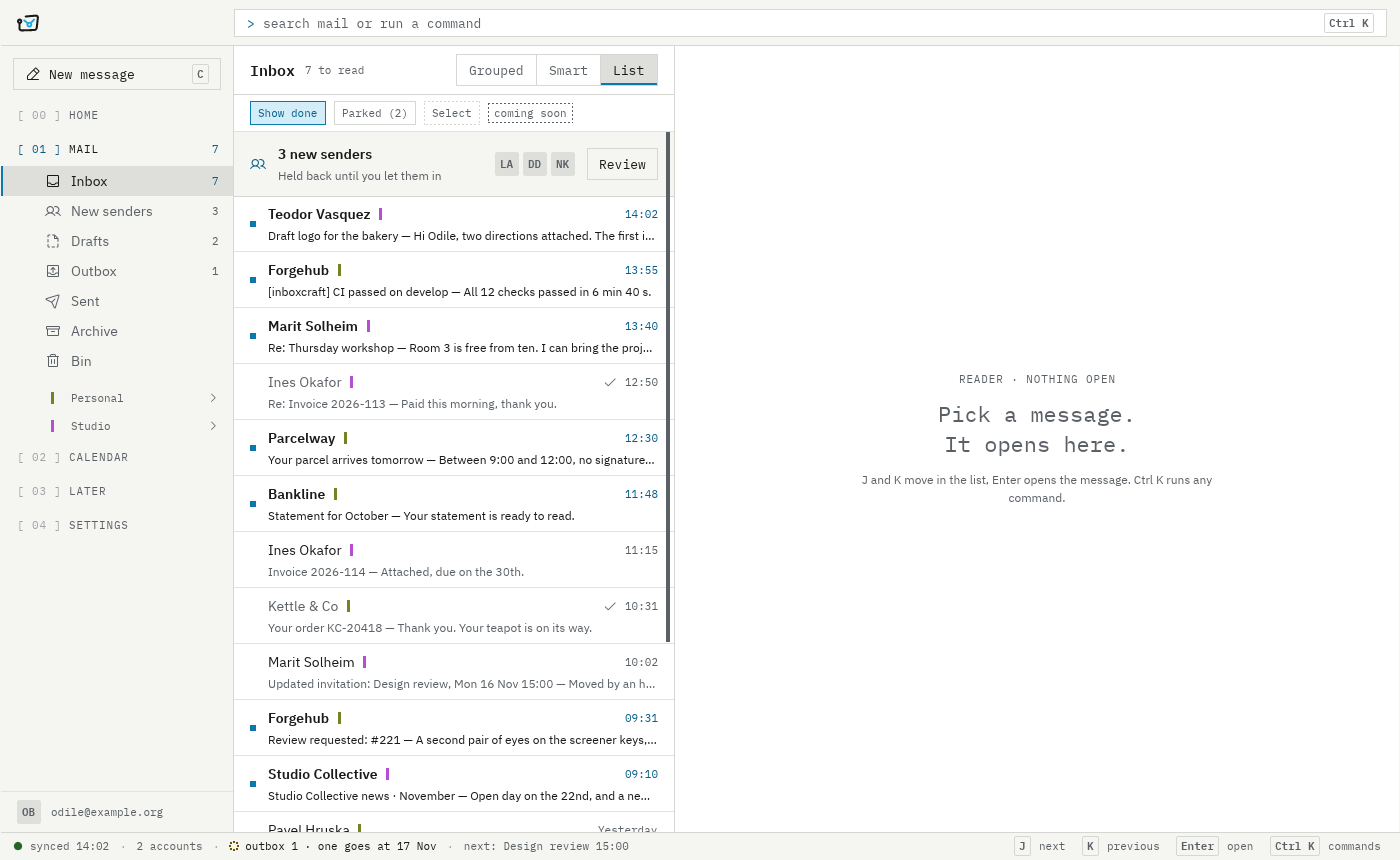 > search mail or run a command Ctrl K
New message C
[ 00 ] HOME
[ 01 ] MAIL 7
Inbox 7
New senders 3
Drafts 2
Outbox 1
Sent
Archive
Bin
Personal
Studio
[ 02 ] CALENDAR
[ 03 ] LATER
[ 04 ] SETTINGS
OB odile@example.org
Inbox 7 to read Grouped Smart List
Show done Parked (2) Select coming soon
3 new senders
Held back until you let them in
LA DD NK Review
Teodor Vasquez 14:02
Draft logo for the bakery — Hi Odile, two directions attached. The first i…
Forgehub 13:55
[inboxcraft] CI passed on develop — All 12 checks passed in 6 min 40 s.
Marit Solheim 13:40
Re: Thursday workshop — Room 3 is free from ten. I can bring the proj…
Ines Okafor 12:50
Re: Invoice 2026-113 — Paid this morning, thank you.
Parcelway 12:30
Your parcel arrives tomorrow — Between 9:00 and 12:00, no signature…
Bankline 11:48
Statement for October — Your statement is ready to read.
Ines Okafor 11:15
Invoice 2026-114 — Attached, due on the 30th.
Kettle & Co 10:31
Your order KC-20418 — Thank you. Your teapot is on its way.
Marit Solheim 10:02
Updated invitation: Design review, Mon 16 Nov 15:00 — Moved by an h…
Forgehub 09:31
Review requested: #221 — A second pair of eyes on the screener keys,…
Studio Collective 09:10
Studio Collective news · November — Open day on the 22nd, and a ne…
Pavel Hruska Yesterday
READER · NOTHING OPEN
Pick a message.
It opens here.
J and K move in the list, Enter opens the message. Ctrl K runs any
command.
synced 14:02 · 2 accounts · outbox 1 · one goes at 17 Nov · next: Design review 15:00
J next K previous Enter open Ctrl K commands